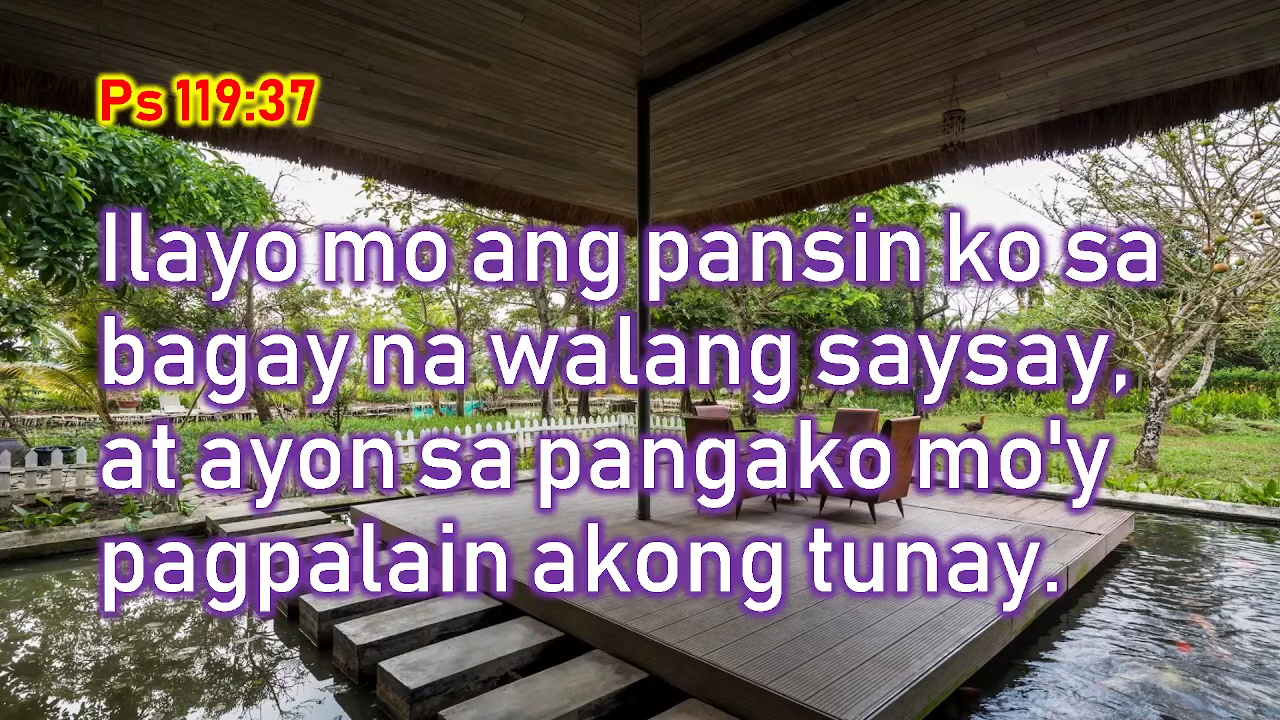 Ps 119:37
Ilayo mo ang pansin ko sa
bagay na walang saysay,
at ayon sa pangako mo'y
pagpalain akong tunay.